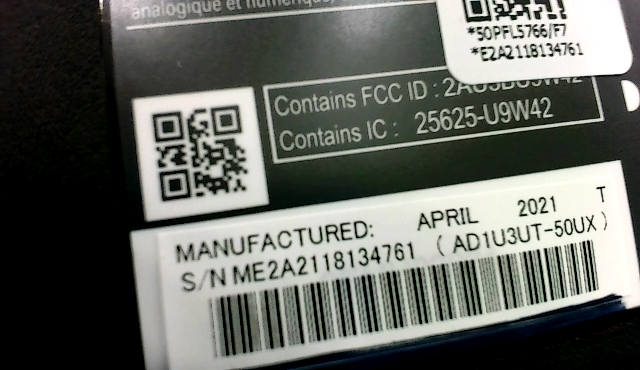 analogique et numérique,
*50PFL5766/F7
*E2A2118134761
Contains FCC ID :
Contains IC : 25625-U9W42
MANUFACTURED: APRIL 2021 T
S/N ME2A2118134761 ( AD1U3UT-50UX )